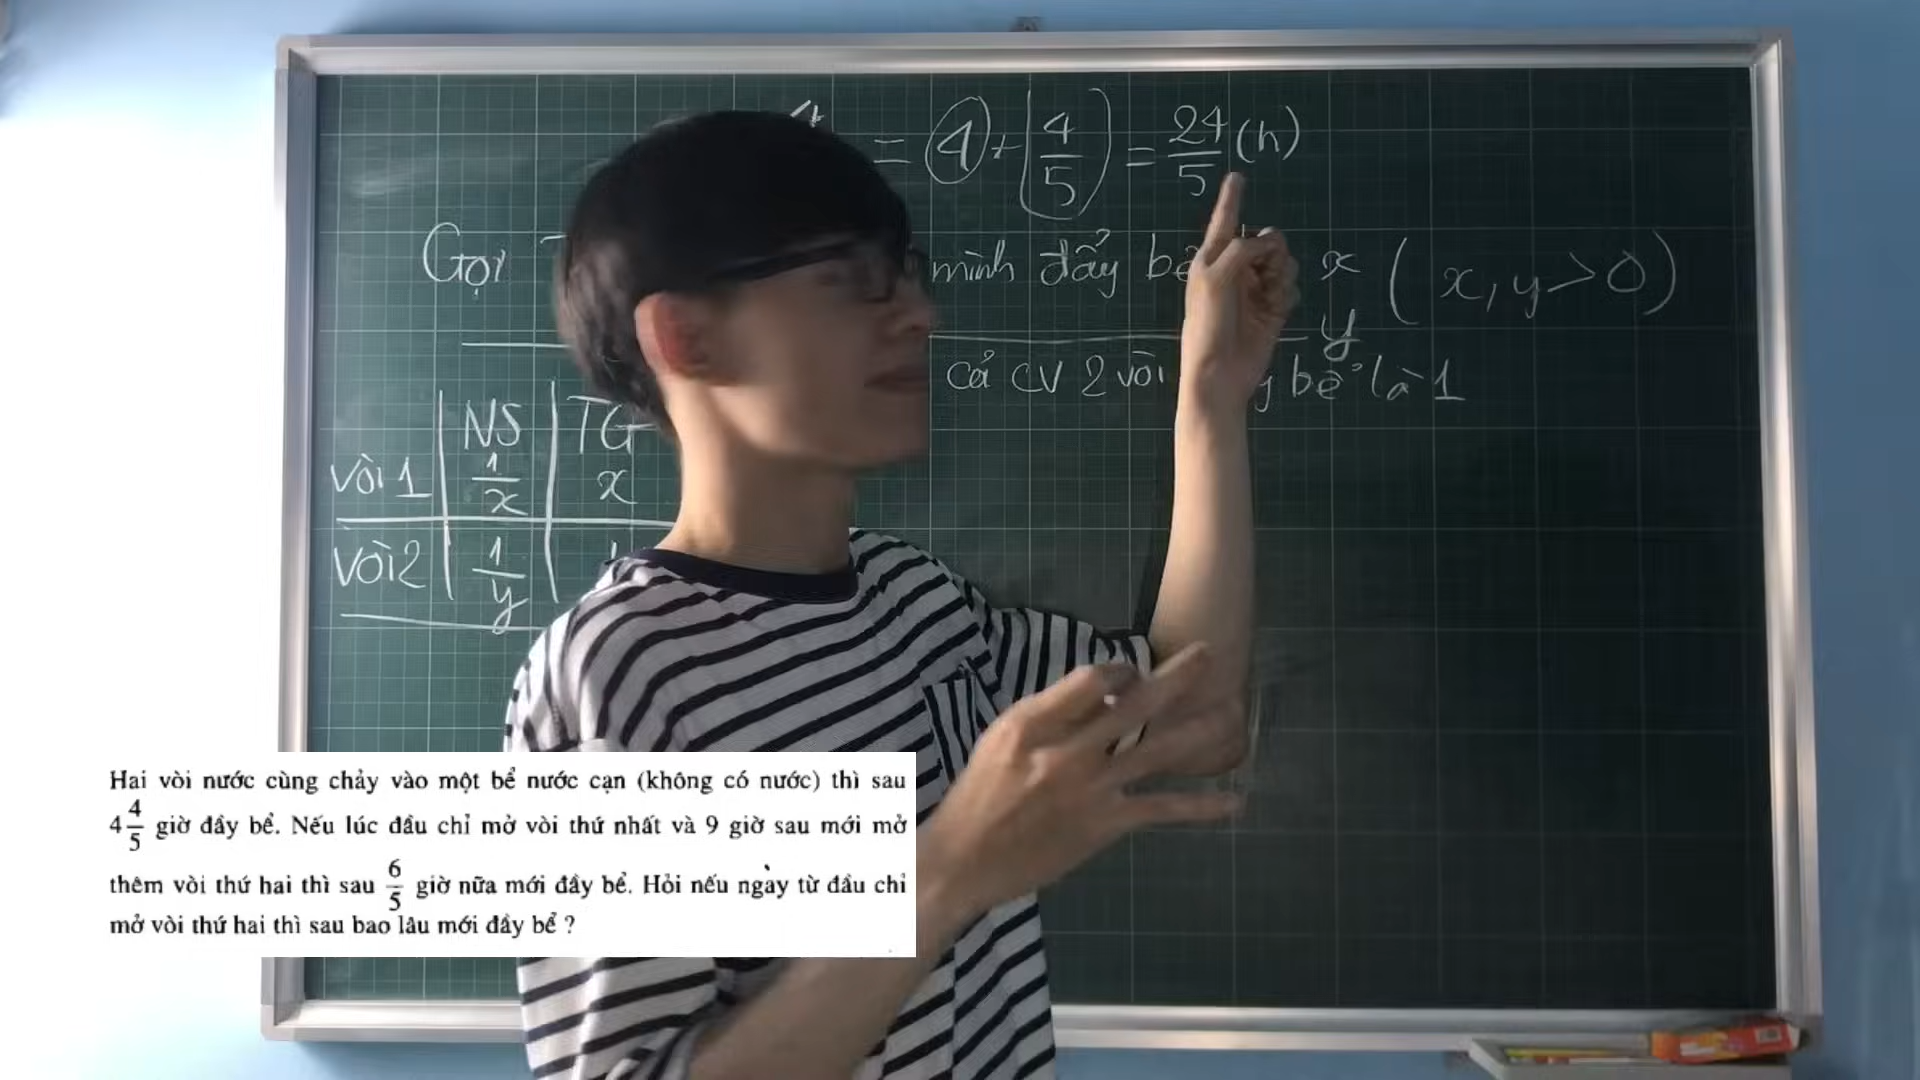 = 4 + 4/5 = 24/5 (h)
Gọi mình đầy x ( x, y > 0 )
y
cả CV 2 vòi bể là 1
NS TG
vòi 1 1/x x
vòi 2 1/y
Hai vòi nước cùng chảy vào một bể nước cạn (không có nước) thì sau
4 4/5 giờ đầy bể. Nếu lúc đầu chỉ mở vòi thứ nhất và 9 giờ sau mới mở
thêm vòi thứ hai thì sau 6/5 giờ nữa mới đầy bể. Hỏi nếu ngay từ đầu chỉ
mở vòi thứ hai thì sau bao lâu mới đầy bể ?